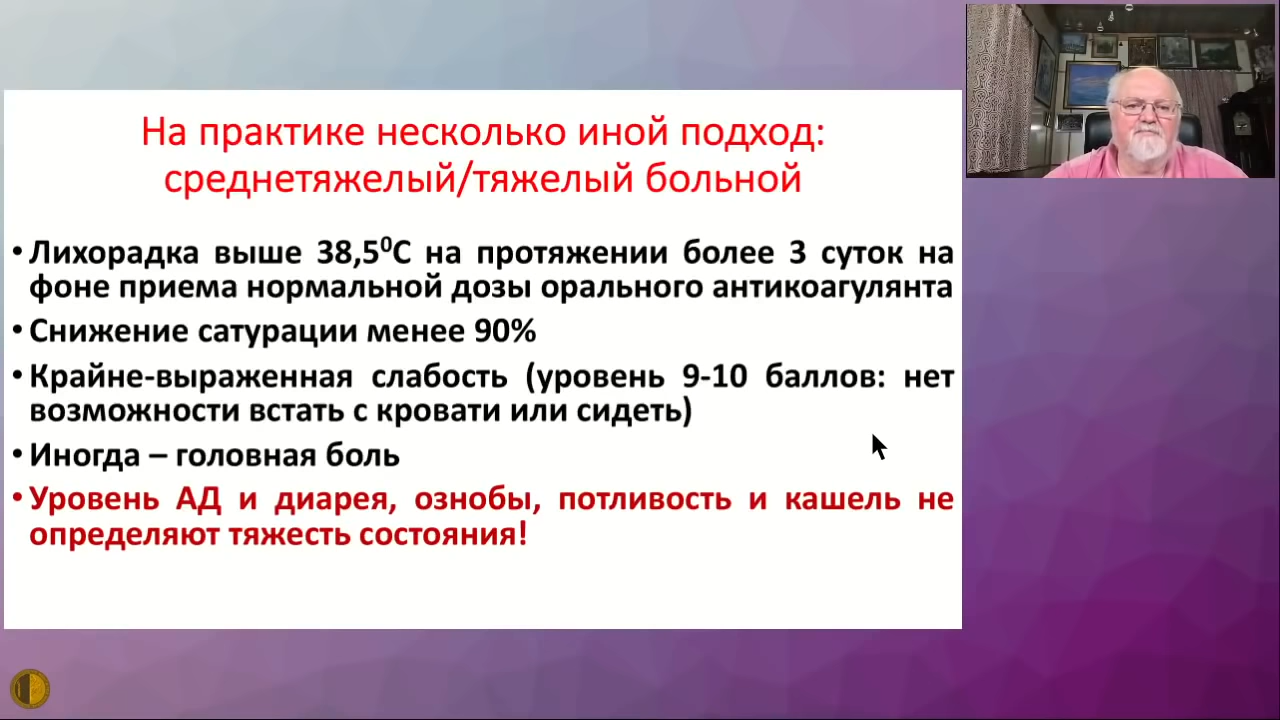 На практике несколько иной подход:
среднетяжелый/тяжелый больной
• Лихорадка выше 38,5⁰С на протяжении более 3 суток на
фоне приема нормальной дозы орального антикоагулянта
• Снижение сатурации менее 90%
• Крайне-выраженная слабость (уровень 9-10 баллов: нет
возможности встать с кровати или сидеть)
• Иногда – головная боль
• Уровень АД и диарея, ознобы, потливость и кашель не
определяют тяжесть состояния!